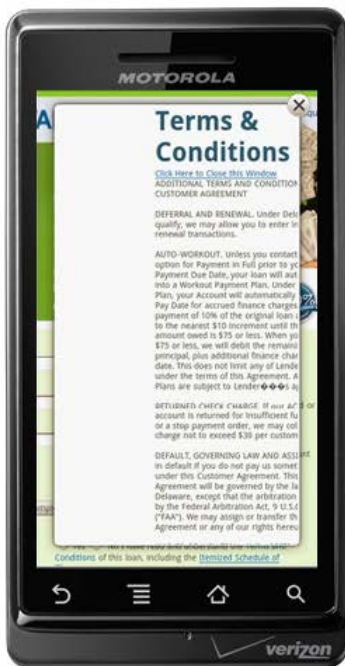 MOTOROLA
A
Terms &
Conditions
Click Here to Close this Window
ADDITIONAL TERMS AND CONDITION
CUSTOMER AGREEMENT
DEFERRAL AND RENEWAL. Under Dela
qualify, we may allow you to enter in
renewal transactions.
AUTO-WORKOUT. Unless you contact
option for Payment in Full prior to yo
Payment Due Date, your loan will aut
into a Workout Payment Plan. Under
Plan, your Account will automatically
Pay Date for accrued finance charges
payment of 10% of the original loan
to the nearest $10 increment until th
amount owed is $75 or less. When yo
$75 or less, we will debit the remain
principal, plus additional finance char
date. This does not limit any of Lende
under the terms of this Agreement. A
Plans are subject to Lender���s a
RETURNED CHECK CHARGE. If our AC or
account is returned for insufficient fu
or a stop payment order, we may col
charge not to exceed $30 per custom
DEFAULT, GOVERNING LAW AND ASSI nt
in default if you do not pay us somet
under this Customer Agreement. This
Agreement will be governed by the la
Delaware, except that the arbitration
by the Federal Arbitration Act, 9 U.S.C
("FAA"). We may assign or transfer th
Agreement or any of our rights hereu
Conditions of this loan, including the Itemized Schedule of
verizon